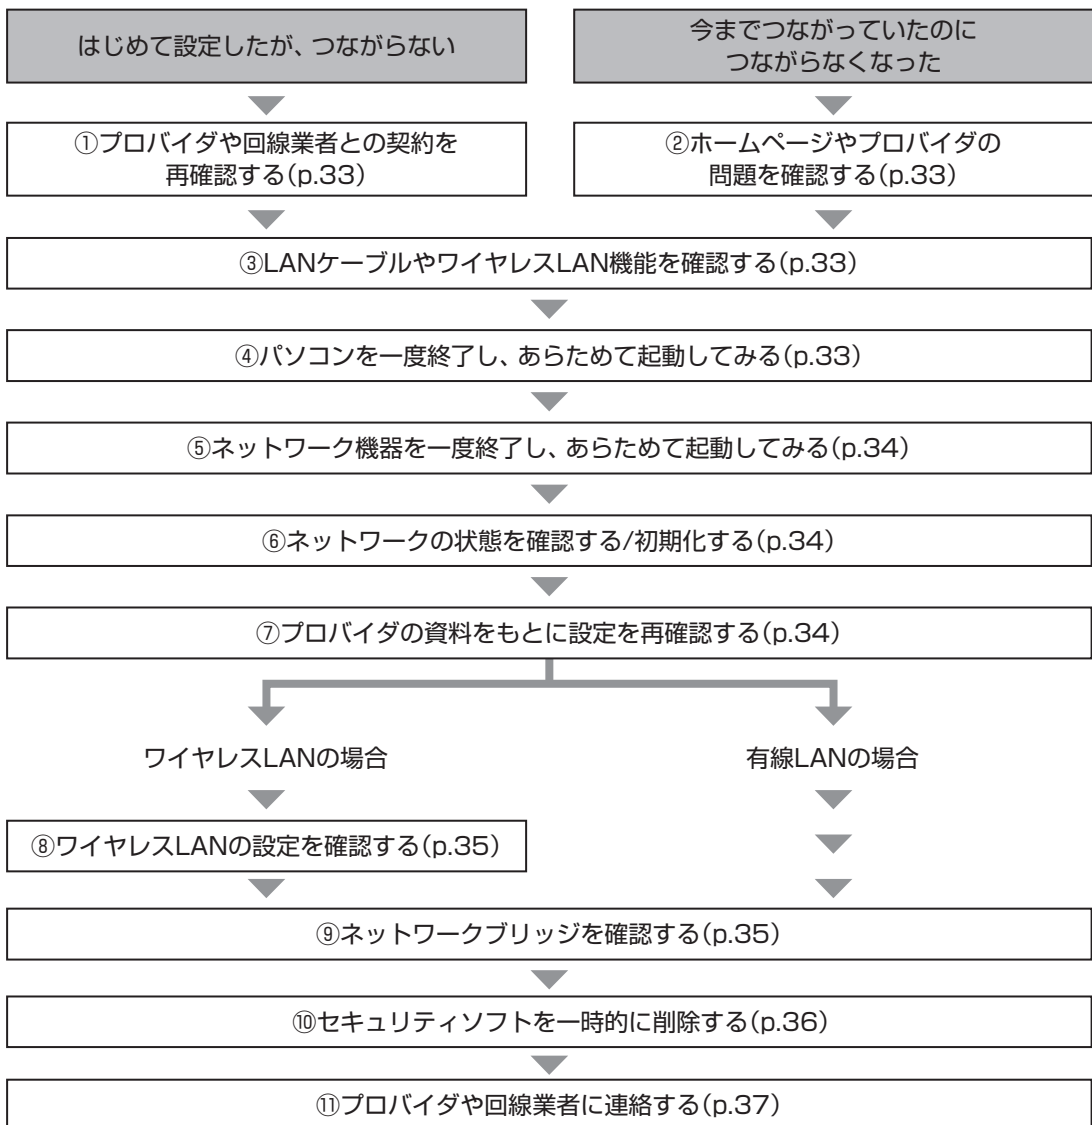 はじめて設定したが、つながらない
今までつながっていたのに
つながらなくなった
①プロバイダや回線業者との契約を
再確認する(p.33)
②ホームページやプロバイダの
問題を確認する(p.33)
③LANケーブルやワイヤレスLAN機能を確認する(p.33)
④パソコンを一度終了し、あらためて起動してみる(p.33)
⑤ネットワーク機器を一度終了し、あらためて起動してみる(p.34)
⑥ネットワークの状態を確認する/初期化する(p.34)
⑦プロバイダの資料をもとに設定を再確認する(p.34)
ワイヤレスLANの場合
有線LANの場合
⑧ワイヤレスLANの設定を確認する(p.35)
⑨ネットワークブリッジを確認する(p.35)
⑩セキュリティソフトを一時的に削除する(p.36)
⑪プロバイダや回線業者に連絡する(p.37)